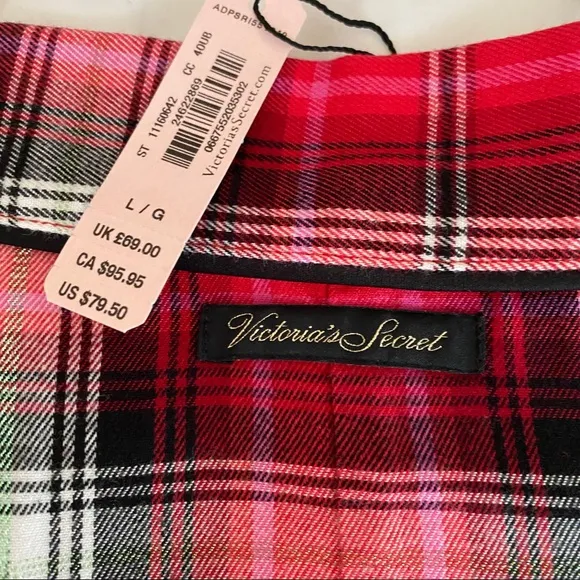 ST 11160642 CC 40UB
24622869
0667552035302
VictoriasSecret.com
L / G
UK £69.00
CA $95.95
US $79.50
Victoria's Secret